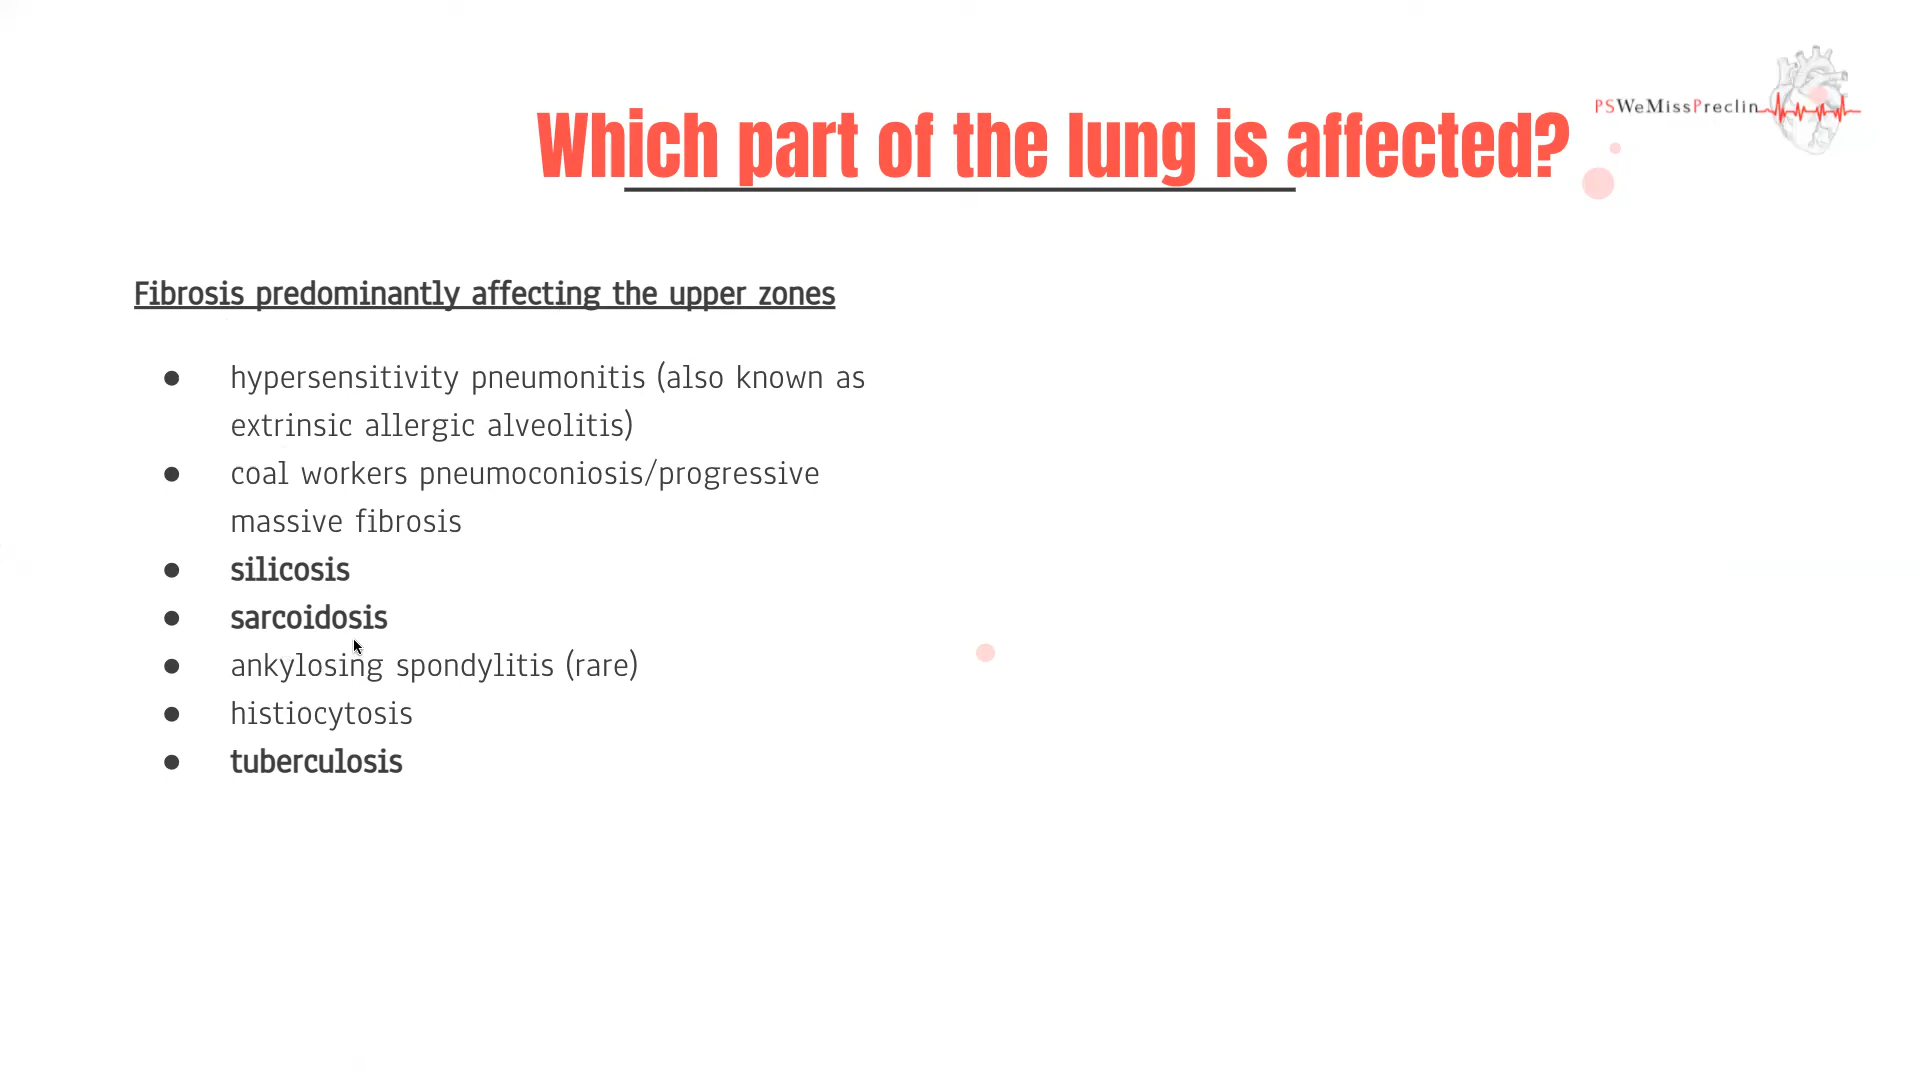 PSWeMissPreclin
Which part of the lung is affected?
Fibrosis predominantly affecting the upper zones
● hypersensitivity pneumonitis (also known as
extrinsic allergic alveolitis)
● coal workers pneumoconiosis/progressive
massive fibrosis
● silicosis
● sarcoidosis
● ankylosing spondylitis (rare)
● histiocytosis
● tuberculosis